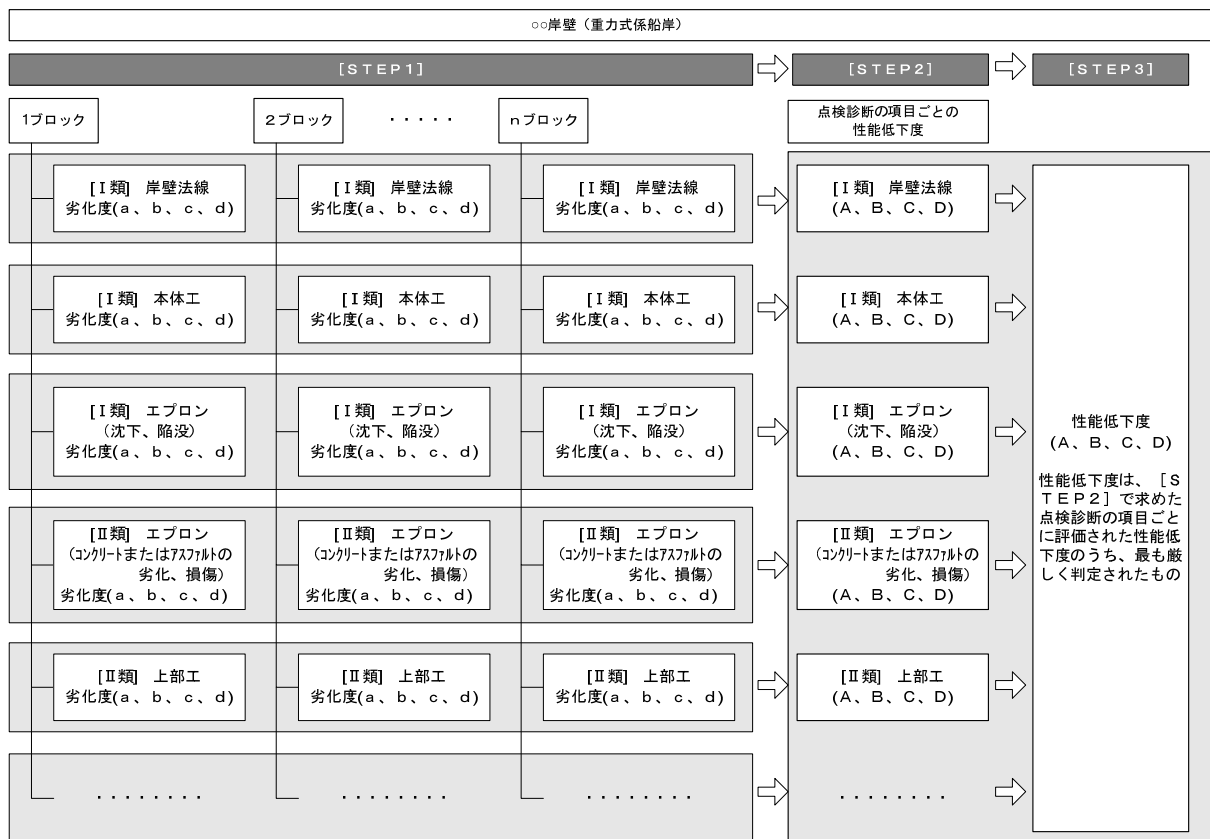 ○○岸壁（重力式係船岸）
［ＳＴＥＰ１］
［ＳＴＥＰ２］
［ＳＴＥＰ３］
１ブロック
２ブロック
・・・・・
ｎブロック
点検診断の項目ごとの
性能低下度
［Ⅰ類］ 岸壁法線
劣化度(ａ、ｂ、ｃ、ｄ)
［Ⅰ類］ 岸壁法線
劣化度(ａ、ｂ、ｃ、ｄ)
［Ⅰ類］ 岸壁法線
劣化度(ａ、ｂ、ｃ、ｄ)
［Ⅰ類］ 岸壁法線
(Ａ、Ｂ、Ｃ、Ｄ)
［Ⅰ類］ 本体工
劣化度(ａ、ｂ、ｃ、ｄ)
［Ⅰ類］ 本体工
劣化度(ａ、ｂ、ｃ、ｄ)
［Ⅰ類］ 本体工
劣化度(ａ、ｂ、ｃ、ｄ)
［Ⅰ類］ 本体工
(Ａ、Ｂ、Ｃ、Ｄ)
［Ⅰ類］ エプロン
（沈下、陥没）
劣化度(ａ、ｂ、ｃ、ｄ)
［Ⅰ類］ エプロン
（沈下、陥没）
劣化度(ａ、ｂ、ｃ、ｄ)
［Ⅰ類］ エプロン
（沈下、陥没）
劣化度(ａ、ｂ、ｃ、ｄ)
［Ⅰ類］ エプロン
（沈下、陥没）
(Ａ、Ｂ、Ｃ、Ｄ)
［Ⅱ類］ エプロン
（ｺﾝｸﾘｰﾄまたはｱｽﾌｧﾙﾄの
劣化、損傷）
劣化度(ａ、ｂ、ｃ、ｄ)
［Ⅱ類］ エプロン
（ｺﾝｸﾘｰﾄまたはｱｽﾌｧﾙﾄの
劣化、損傷）
劣化度(ａ、ｂ、ｃ、ｄ)
［Ⅱ類］ エプロン
（ｺﾝｸﾘｰﾄまたはｱｽﾌｧﾙﾄの
劣化、損傷）
劣化度(ａ、ｂ、ｃ、ｄ)
［Ⅱ類］ エプロン
（ｺﾝｸﾘｰﾄまたはｱｽﾌｧﾙﾄの
劣化、損傷）
(Ａ、Ｂ、Ｃ、Ｄ)
［Ⅱ類］ 上部工
劣化度(ａ、ｂ、ｃ、ｄ)
［Ⅱ類］ 上部工
劣化度(ａ、ｂ、ｃ、ｄ)
［Ⅱ類］ 上部工
劣化度(ａ、ｂ、ｃ、ｄ)
［Ⅱ類］ 上部工
(Ａ、Ｂ、Ｃ、Ｄ)
・・・・・・・・
・・・・・・・・
・・・・・・・・
・・・・・・・・
性能低下度
(Ａ、Ｂ、Ｃ、Ｄ)
性能低下度は、［Ｓ
ＴＥＰ２］で求めた
点検診断の項目ごと
に評価された性能低
下度のうち、最も厳
しく判定されたもの